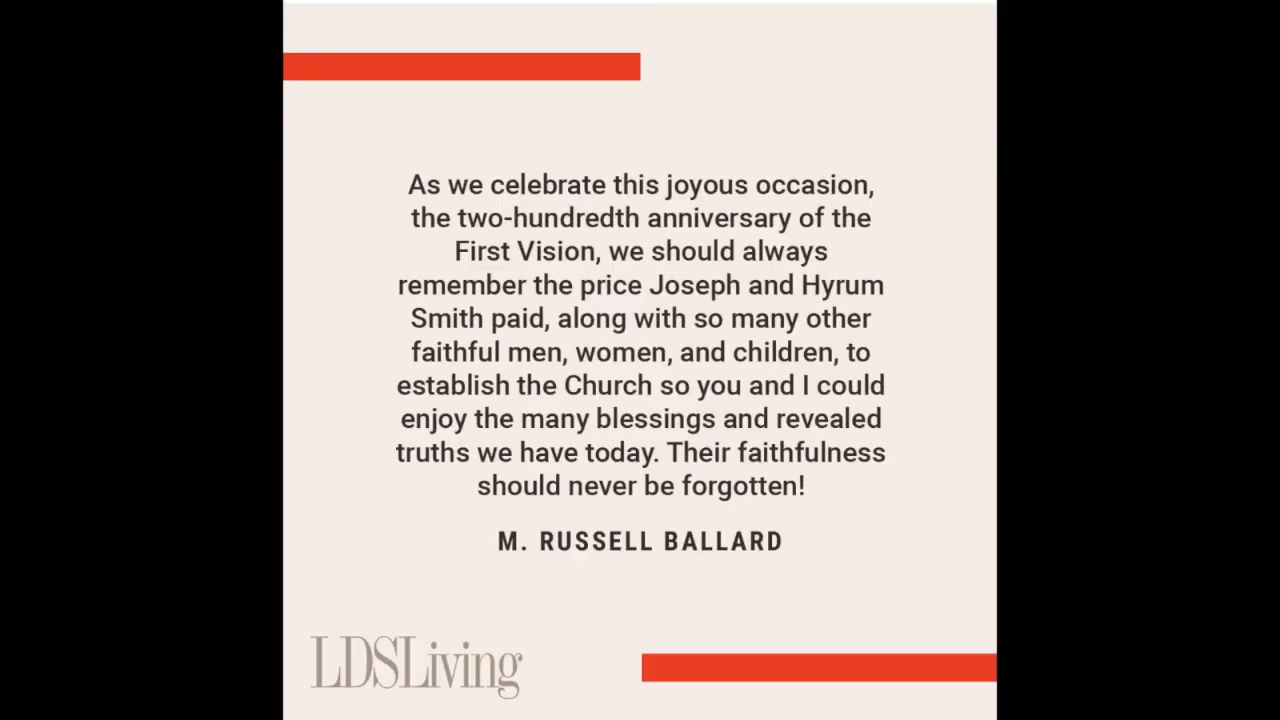 As we celebrate this joyous occasion,
the two-hundredth anniversary of the
First Vision, we should always
remember the price Joseph and Hyrum
Smith paid, along with so many other
faithful men, women, and children, to
establish the Church so you and I could
enjoy the many blessings and revealed
truths we have today. Their faithfulness
should never be forgotten!
M. RUSSELL BALLARD
LDSLiving